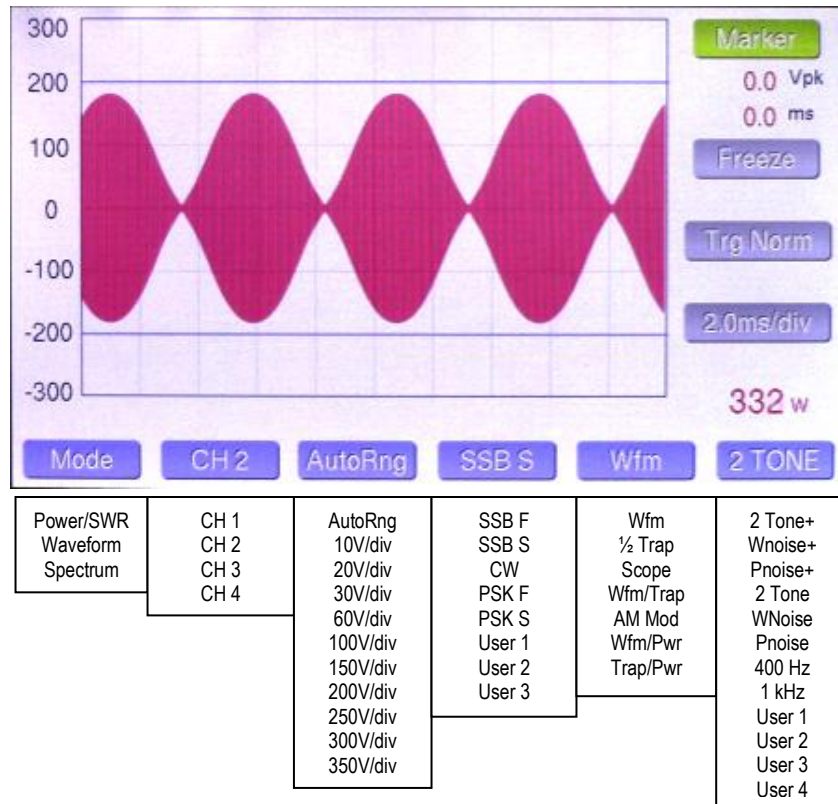 300
200
100
0
-100
-200
-300
Marker
0.0 Vpk
0.0 ms
Freeze
Trg Norm
2.0ms/div
332 w
Mode CH 2 AutoRng SSB S Wfm 2 TONE
Power/SWR
Waveform
Spectrum
CH 1
CH 2
CH 3
CH 4
AutoRng
10V/div
20V/div
30V/div
60V/div
100V/div
150V/div
200V/div
250V/div
300V/div
350V/div
SSB F
SSB S
CW
PSK F
PSK S
User 1
User 2
User 3
Wfm
½ Trap
Scope
Wfm/Trap
AM Mod
Wfm/Pwr
Trap/Pwr
2 Tone+
Wnoise+
Pnoise+
2 Tone
WNoise
Pnoise
400 Hz
1 kHz
User 1
User 2
User 3
User 4